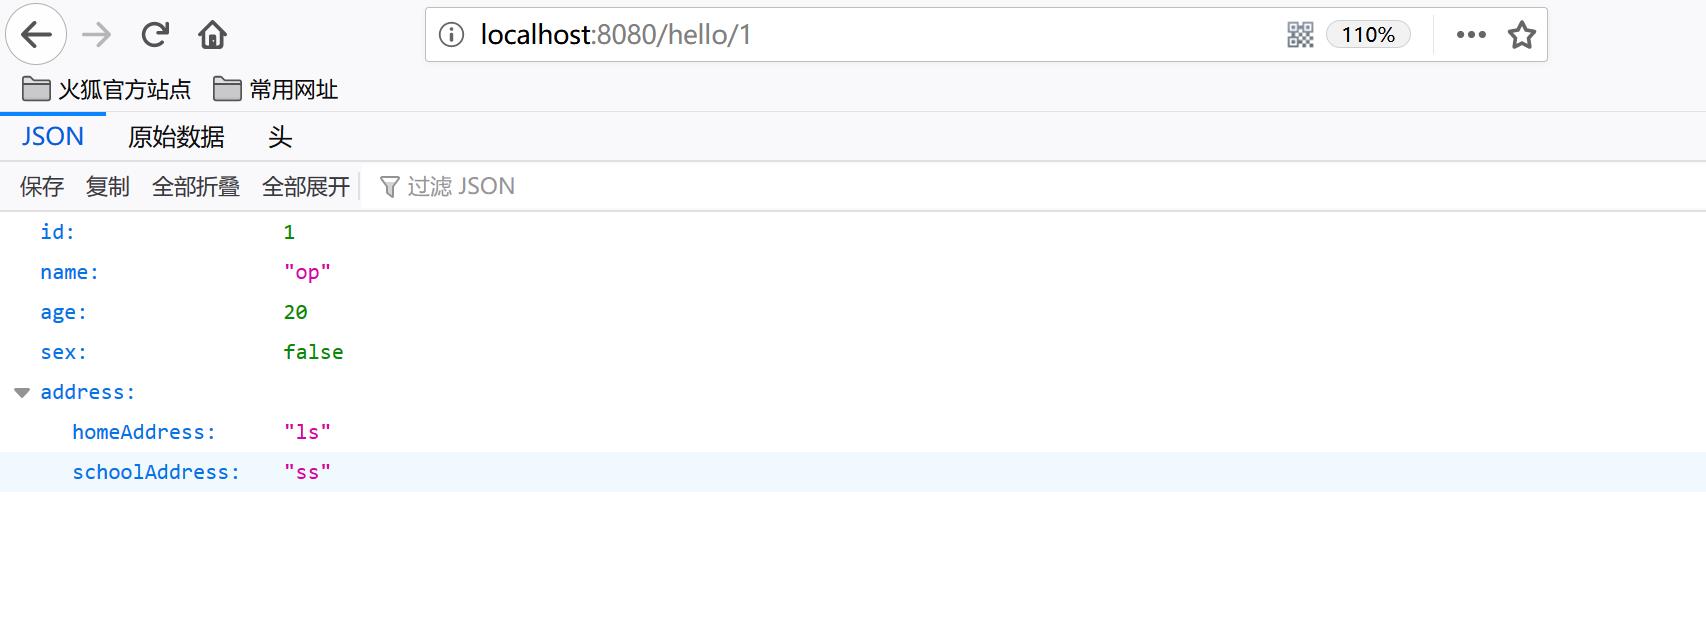 localhost:8080/hello/1 110%
火狐官方站点 常用网址
JSON 原始数据 头
保存 复制 全部折叠 全部展开 过滤 JSON
id: 1
name: "op"
age: 20
sex: false
address:
homeAddress: "ls"
schoolAddress: "ss"